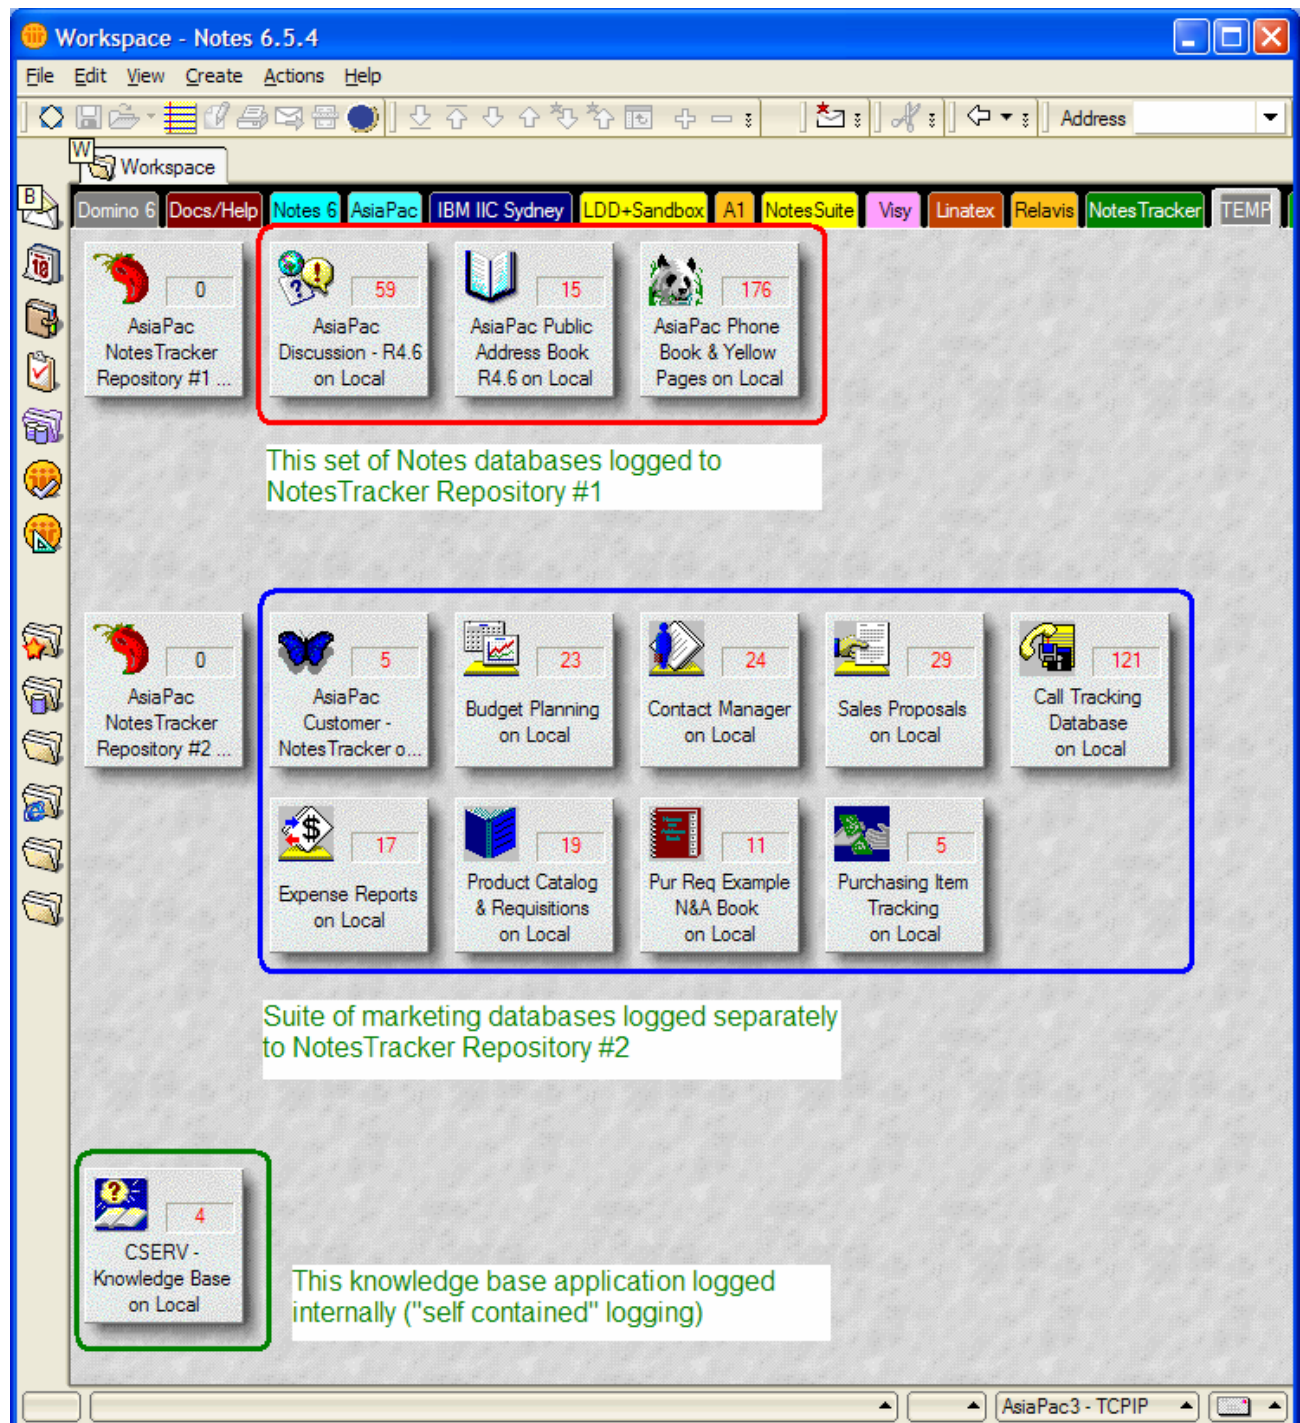 Workspace - Notes 6.5.4
File Edit View Create Actions Help
Address
W
Workspace
B
Domino 6 Docs/Help Notes 6 AsiaPac IBM IIC Sydney LDD+Sandbox A1 NotesSuite Visy Linatex Relavis NotesTracker TEMP
18
0
AsiaPac
NotesTracker
Repository #1 ...
59
AsiaPac
Discussion - R4.6
on Local
15
AsiaPac Public
Address Book
R4.6 on Local
176
AsiaPac Phone
Book & Yellow
Pages on Local
This set of Notes databases logged to
NotesTracker Repository #1
0
AsiaPac
NotesTracker
Repository #2 ...
5
AsiaPac
Customer -
NotesTracker o...
23
Budget Planning
on Local
24
Contact Manager
on Local
29
Sales Proposals
on Local
121
Call Tracking
Database
on Local
17
Expense Reports
on Local
19
Product Catalog
& Requisitions
on Local
11
Pur Req Example
N&A Book
on Local
5
Purchasing Item
Tracking
on Local
Suite of marketing databases logged separately
to NotesTracker Repository #2
4
CSERV -
Knowledge Base
on Local
This knowledge base application logged
internally ("self contained" logging)
AsiaPac3 - TCPIP